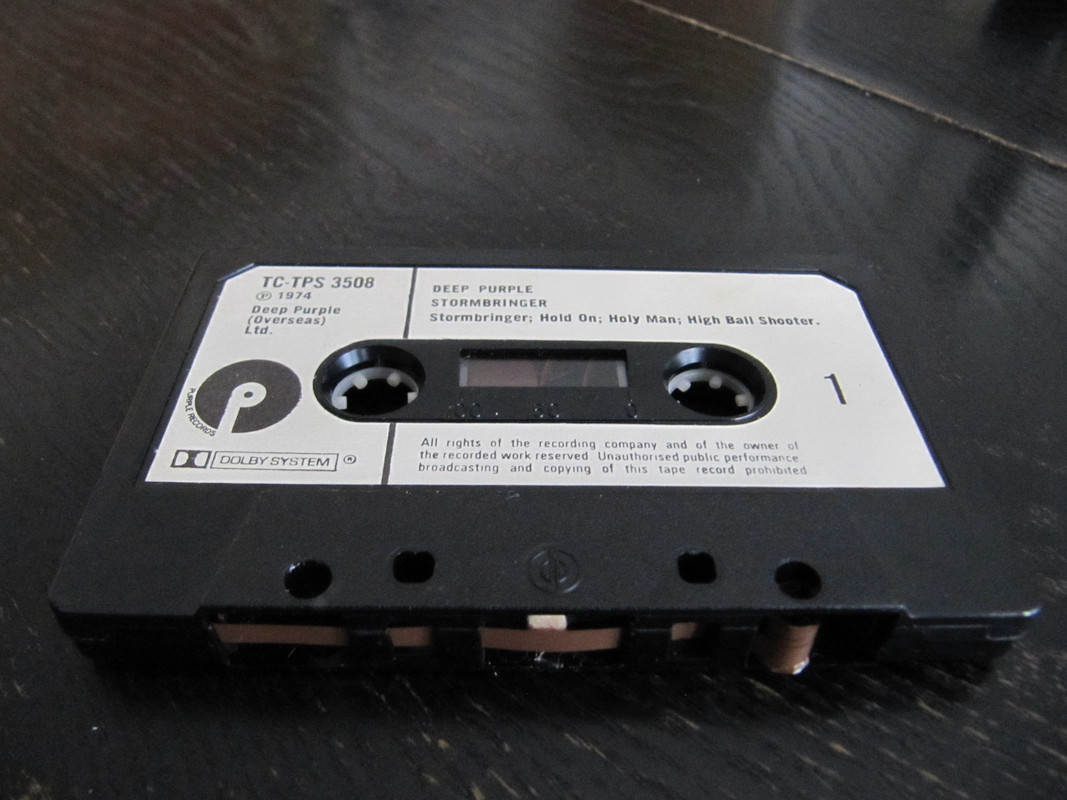 TC-TPS 3508
℗ 1974
Deep Purple
(Overseas)
Ltd.
DEEP PURPLE
STORMBRINGER
Stormbringer; Hold On; Holy Man; High Ball Shooter.
PURPLE RECORDS
1
DOLBY SYSTEM ®
All rights of the recording company and of the owner of
the recorded work reserved Unauthorised public performance
broadcasting and copying of this tape record prohibited